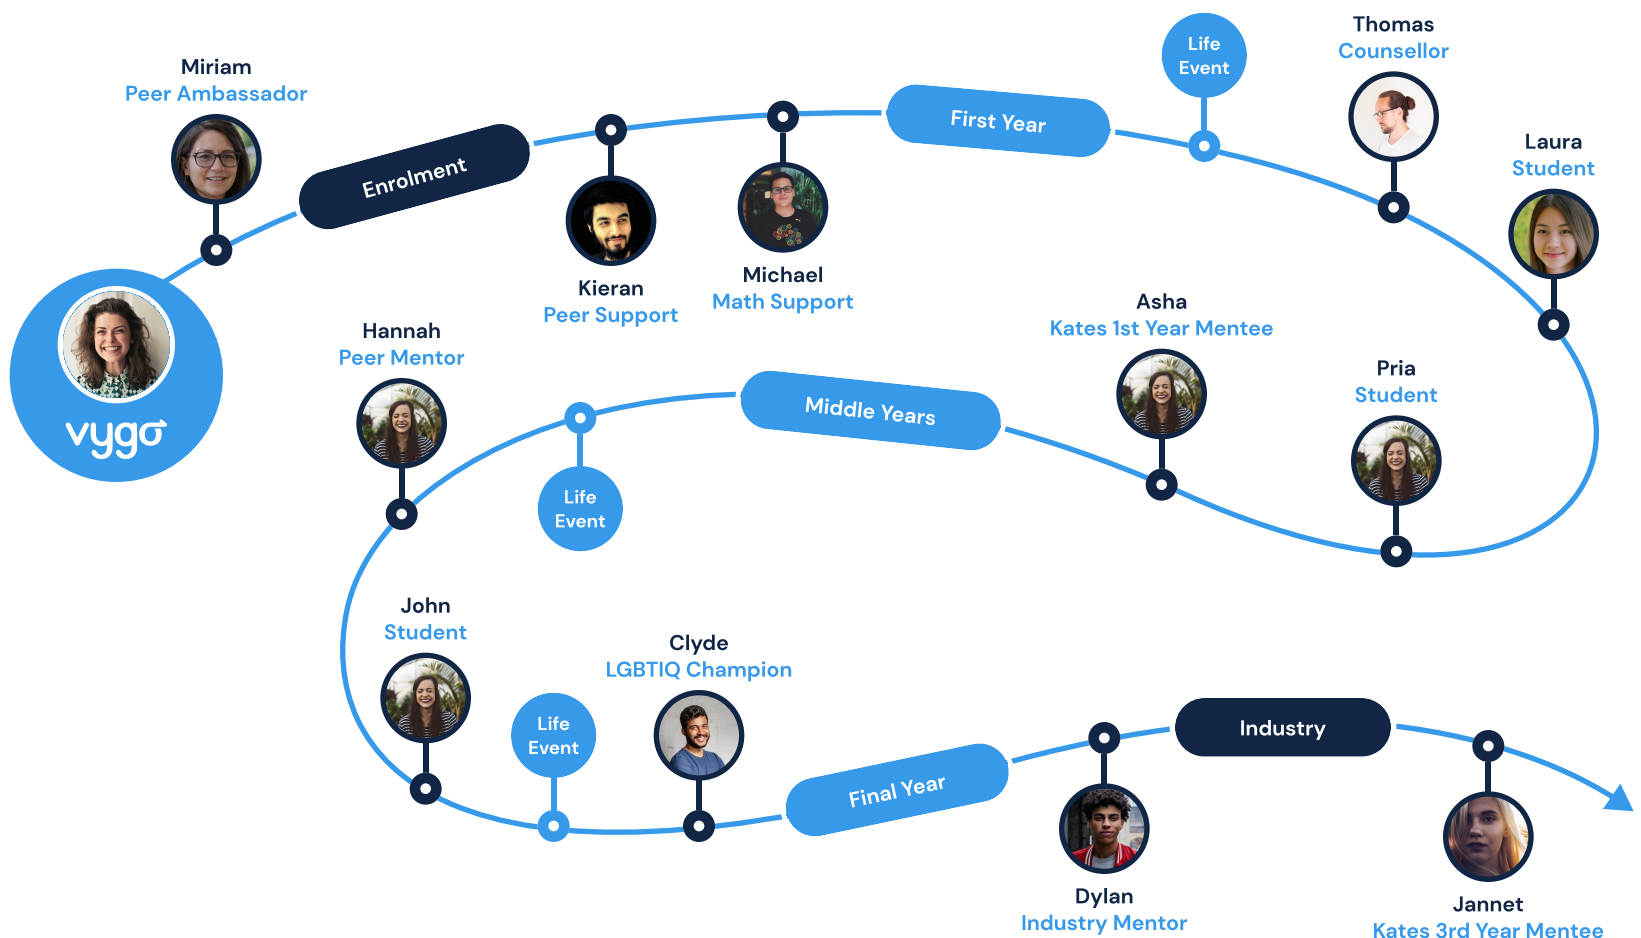 Miriam
Peer Ambassador
Enrolment
Kieran
Peer Support
Michael
Math Support
First Year
Life
Event
Thomas
Counsellor
Laura
Student
vygo
Hannah
Peer Mentor
Life
Event
Middle Years
Asha
Kates 1st Year Mentee
Pria
Student
John
Student
Life
Event
Clyde
LGBTIQ Champion
Final Year
Dylan
Industry Mentor
Industry
Jannet
Kates 3rd Year Mentee